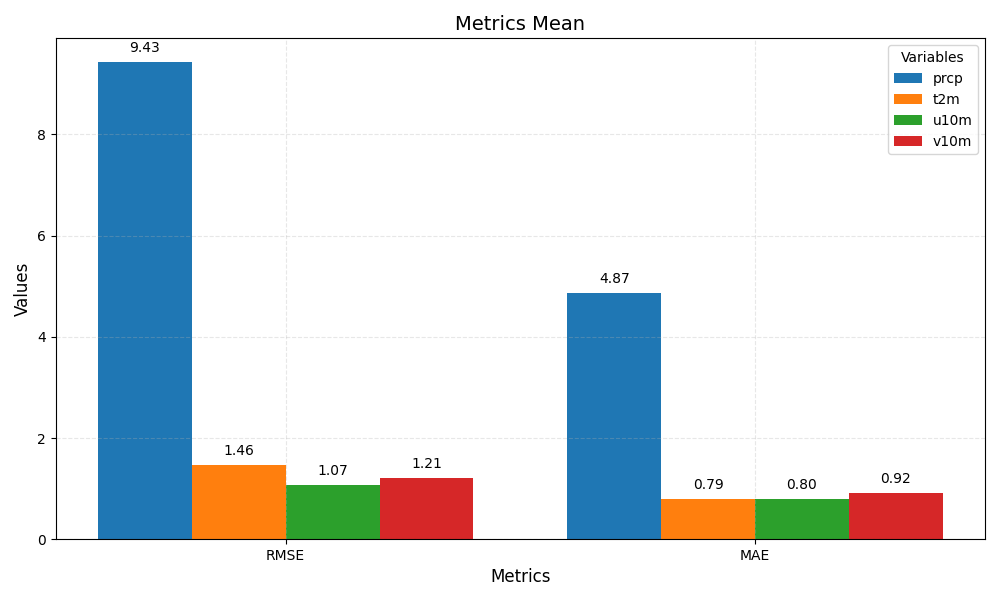 Metrics Mean
Values
8
6
4
2
0
9.43
1.46
1.07
1.21
4.87
0.79
0.80
0.92
Variables
prcp
t2m
u10m
v10m
RMSE
MAE
Metrics